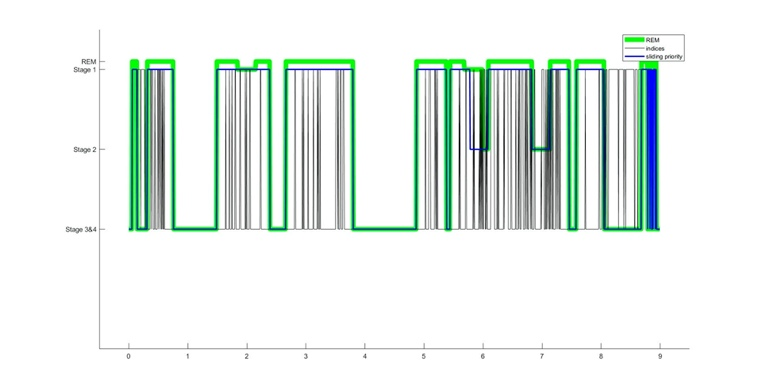 REM
Stage 1
Stage 2
Stage 3&4
REM
indices
sliding priority
0 1 2 3 4 5 6 7 8 9